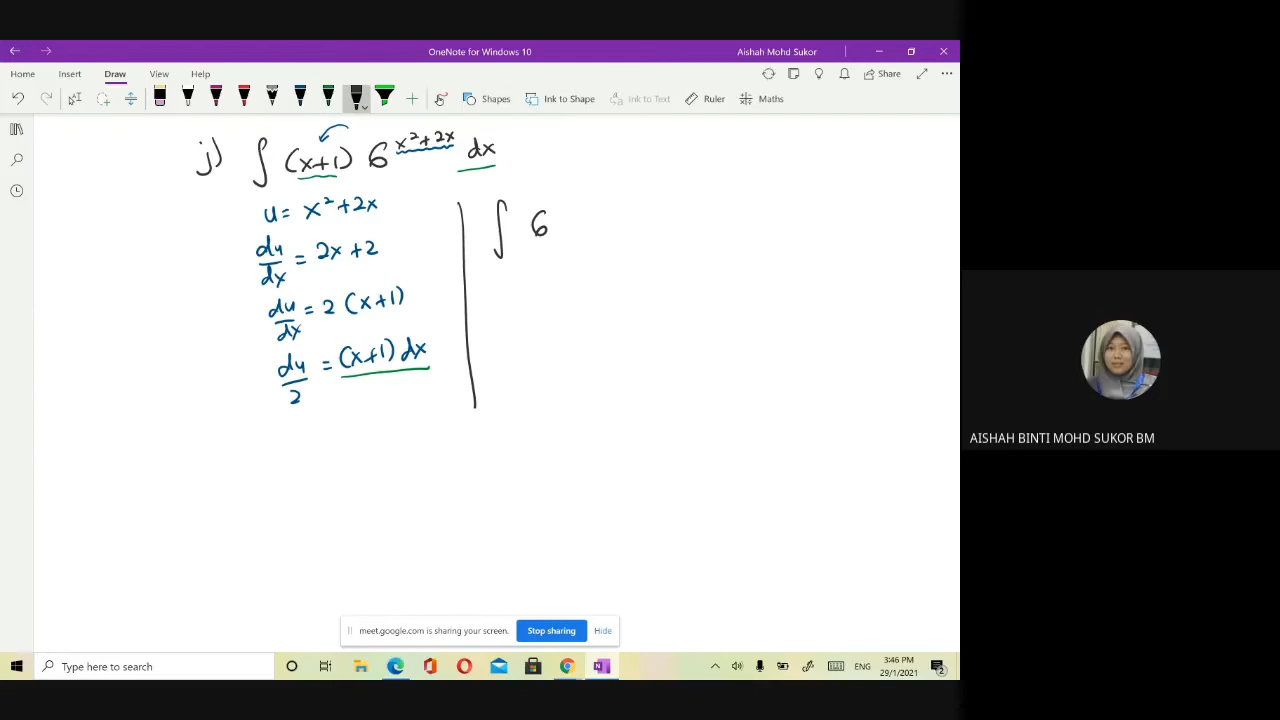 OneNote for Windows 10
Aishah Mohd Sukor
Home Insert Draw View Help
Share
Shapes Ink to Shape Ink to Text Ruler Maths
j) ∫ (x+1) 6^(x²+2x) dx
u = x² + 2x
du/dx = 2x + 2
du/dx = 2 (x+1)
du/2 = (x+1) dx
∫ 6
AISHAH BINTI MOHD SUKOR BM
meet.google.com is sharing your screen. Stop sharing Hide
Type here to search
ENG
3:46 PM
29/1/2021
2